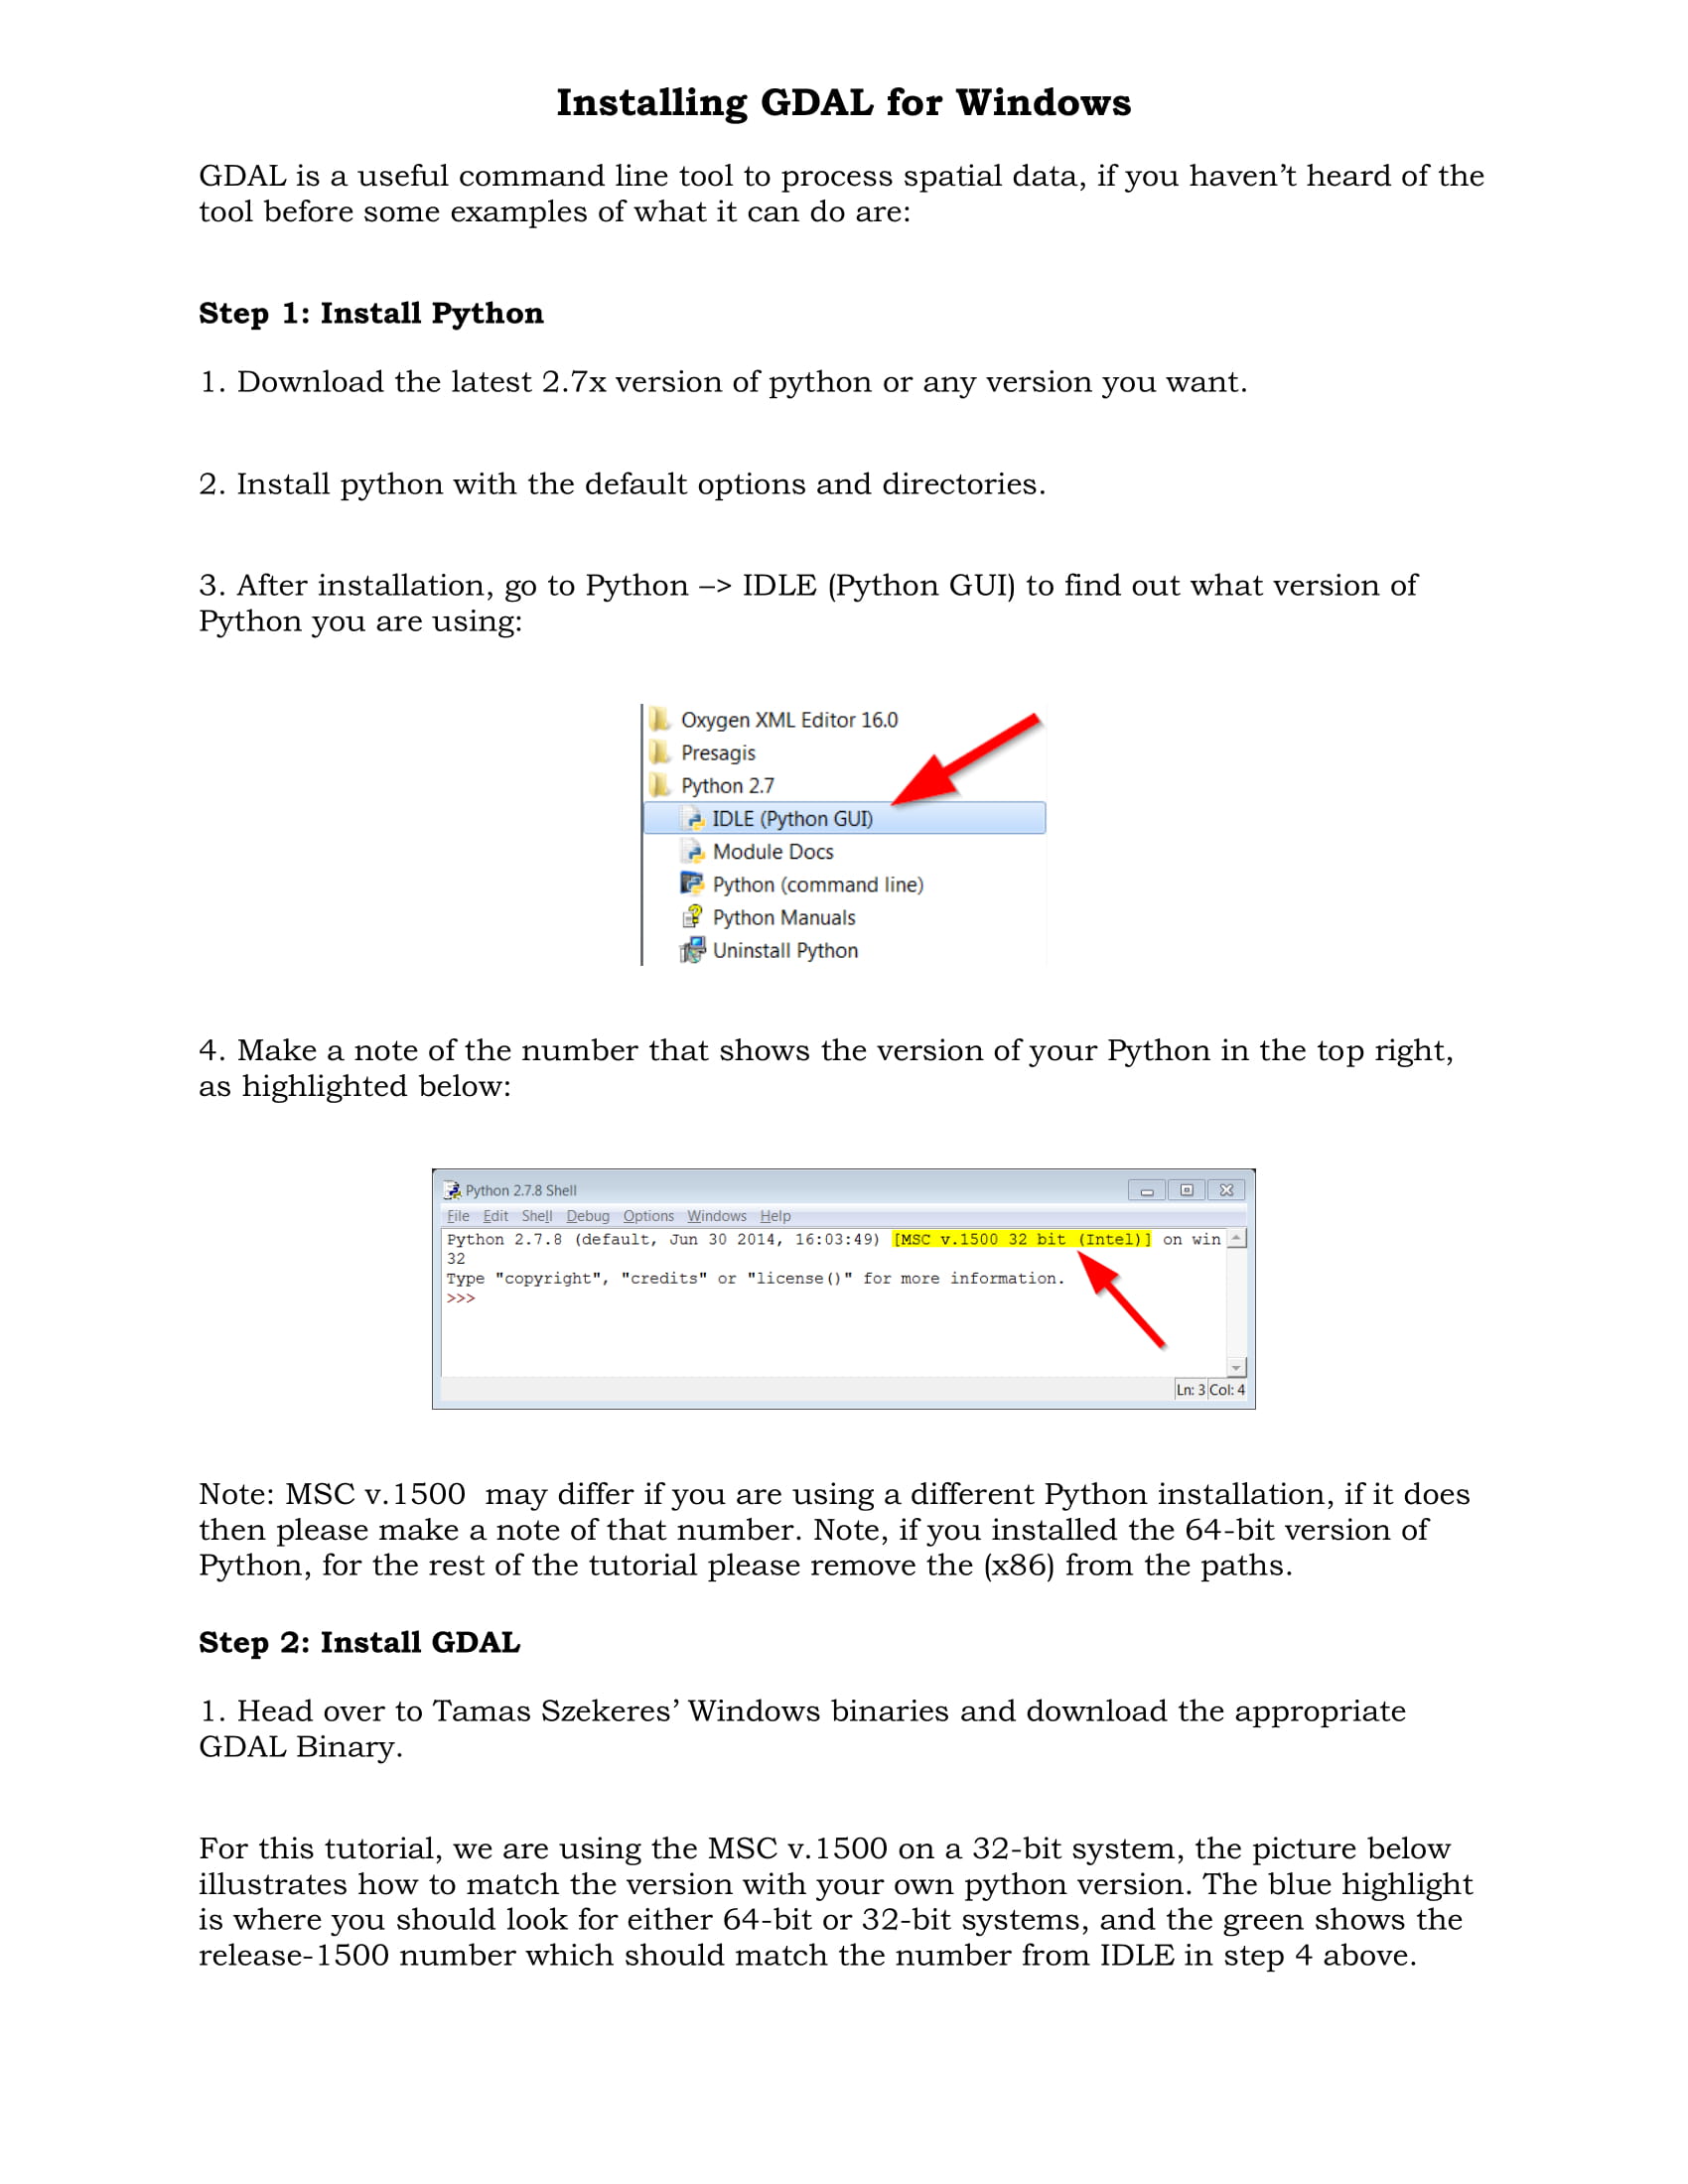 Installing GDAL for Windows
GDAL is a useful command line tool to process spatial data, if you haven’t heard of the
tool before some examples of what it can do are:
Step 1: Install Python
1. Download the latest 2.7x version of python or any version you want.
2. Install python with the default options and directories.
3. After installation, go to Python –> IDLE (Python GUI) to find out what version of
Python you are using:
Oxygen XML Editor 16.0
Presagis
Python 2.7
IDLE (Python GUI)
Module Docs
Python (command line)
Python Manuals
Uninstall Python
4. Make a note of the number that shows the version of your Python in the top right,
as highlighted below:
Python 2.7.8 Shell
File Edit Shell Debug Options Windows Help
Python 2.7.8 (default, Jun 30 2014, 16:03:49) [MSC v.1500 32 bit (Intel)] on win
32
Type "copyright", "credits" or "license()" for more information.
>>>
Ln: 3 Col: 4
Note: MSC v.1500  may differ if you are using a different Python installation, if it does
then please make a note of that number. Note, if you installed the 64-bit version of
Python, for the rest of the tutorial please remove the (x86) from the paths.
Step 2: Install GDAL
1. Head over to Tamas Szekeres’ Windows binaries and download the appropriate
GDAL Binary.
For this tutorial, we are using the MSC v.1500 on a 32-bit system, the picture below
illustrates how to match the version with your own python version. The blue highlight
is where you should look for either 64-bit or 32-bit systems, and the green shows the
release-1500 number which should match the number from IDLE in step 4 above.